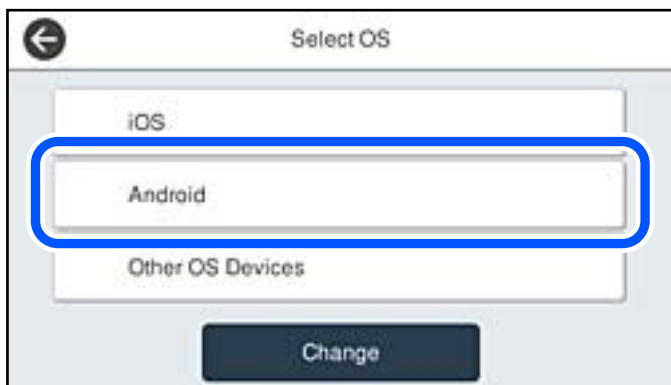 Select OS
iOS
Android
Other OS Devices
Change